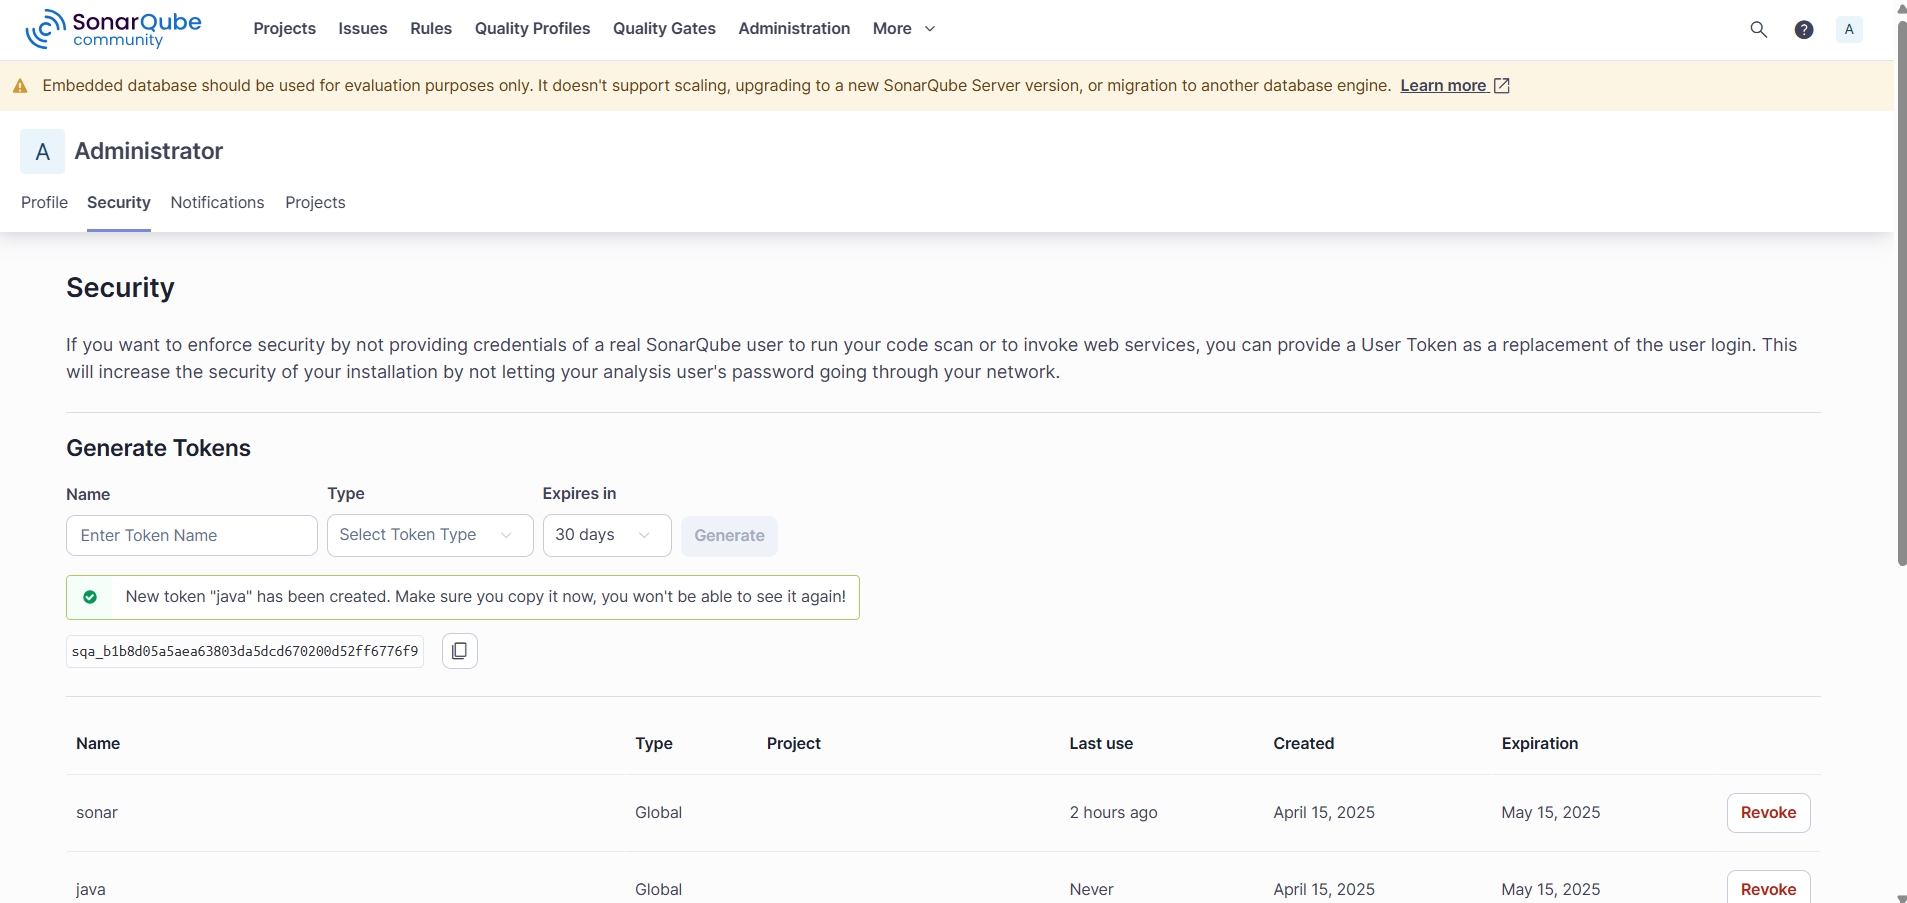 SonarQube community
Projects Issues Rules Quality Profiles Quality Gates Administration More
? A
Embedded database should be used for evaluation purposes only. It doesn't support scaling, upgrading to a new SonarQube Server version, or migration to another database engine. Learn more
A Administrator
Profile Security Notifications Projects
Security
If you want to enforce security by not providing credentials of a real SonarQube user to run your code scan or to invoke web services, you can provide a User Token as a replacement of the user login. This
will increase the security of your installation by not letting your analysis user's password going through your network.
Generate Tokens
Name Type Expires in
Enter Token Name Select Token Type 30 days Generate
New token "java" has been created. Make sure you copy it now, you won't be able to see it again!
sqa_b1b8d05a5aea63803da5dcd670200d52ff6776f9
Name Type Project Last use Created Expiration
sonar Global 2 hours ago April 15, 2025 May 15, 2025 Revoke
java Global Never April 15, 2025 May 15, 2025 Revoke